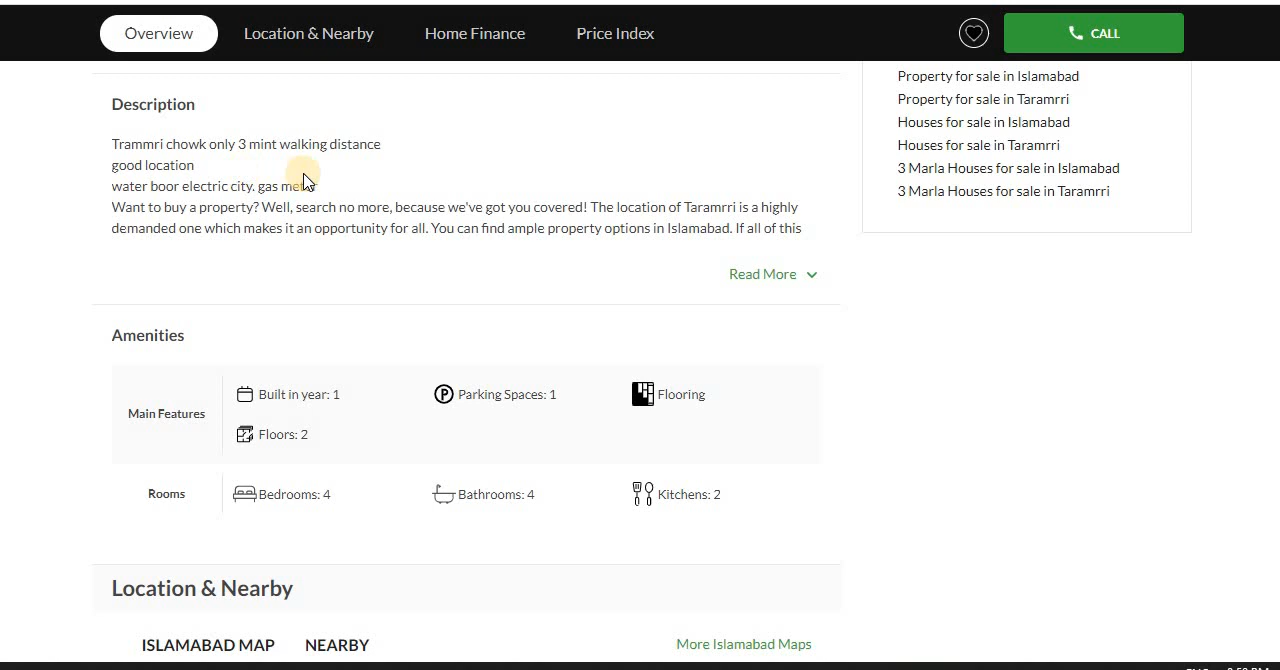 Overview
Location & Nearby
Home Finance
Price Index
CALL
Property for sale in Islamabad
Property for sale in Taramrri
Houses for sale in Islamabad
Houses for sale in Taramrri
3 Marla Houses for sale in Islamabad
3 Marla Houses for sale in Taramrri
Description
Trammri chowk only 3 mint walking distance
good location
water boor electric city. gas meter
Want to buy a property? Well, search no more, because we've got you covered! The location of Taramrri is a highly
demanded one which makes it an opportunity for all. You can find ample property options in Islamabad. If all of this
Read More
Amenities
Main Features
Built in year: 1
Parking Spaces: 1
Flooring
Floors: 2
Rooms
Bedrooms: 4
Bathrooms: 4
Kitchens: 2
Location & Nearby
ISLAMABAD MAP
NEARBY
More Islamabad Maps